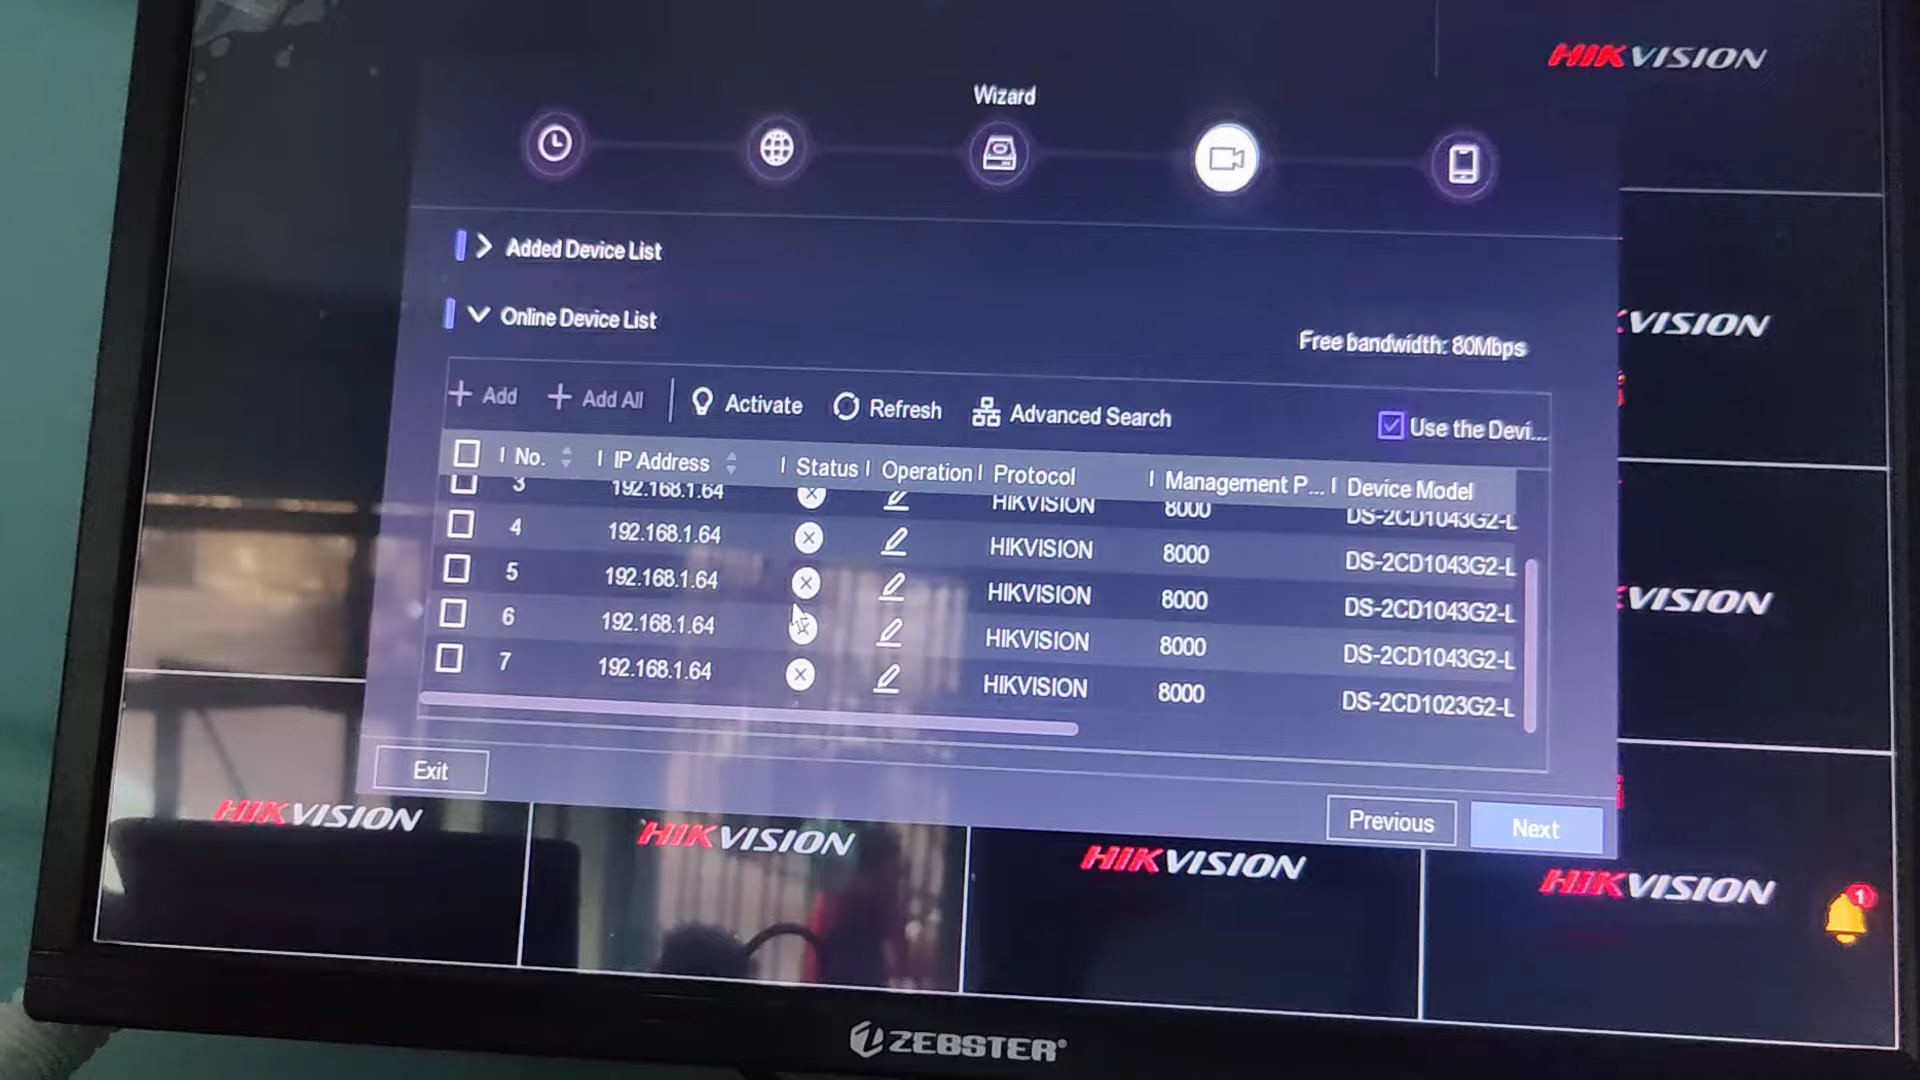 HIKVISION
Wizard
Added Device List
Online Device List
Free bandwidth: 80Mbps
+ Add + Add All Activate Refresh Advanced Search Use the Devi...
No. IP Address Status Operation Protocol Management P... Device Model
3 192.168.1.64 HIKVISION 8000 DS-2CD1043G2-L
4 192.168.1.64 HIKVISION 8000 DS-2CD1043G2-L
5 192.168.1.64 HIKVISION 8000 DS-2CD1043G2-L
6 192.168.1.64 HIKVISION 8000 DS-2CD1043G2-L
7 192.168.1.64 HIKVISION 8000 DS-2CD1023G2-L
Exit
Previous
Next
KVISION
KVISION
HIKVISION
HIKVISION
HIKVISION
HIKVISION
1
ZEBSTER